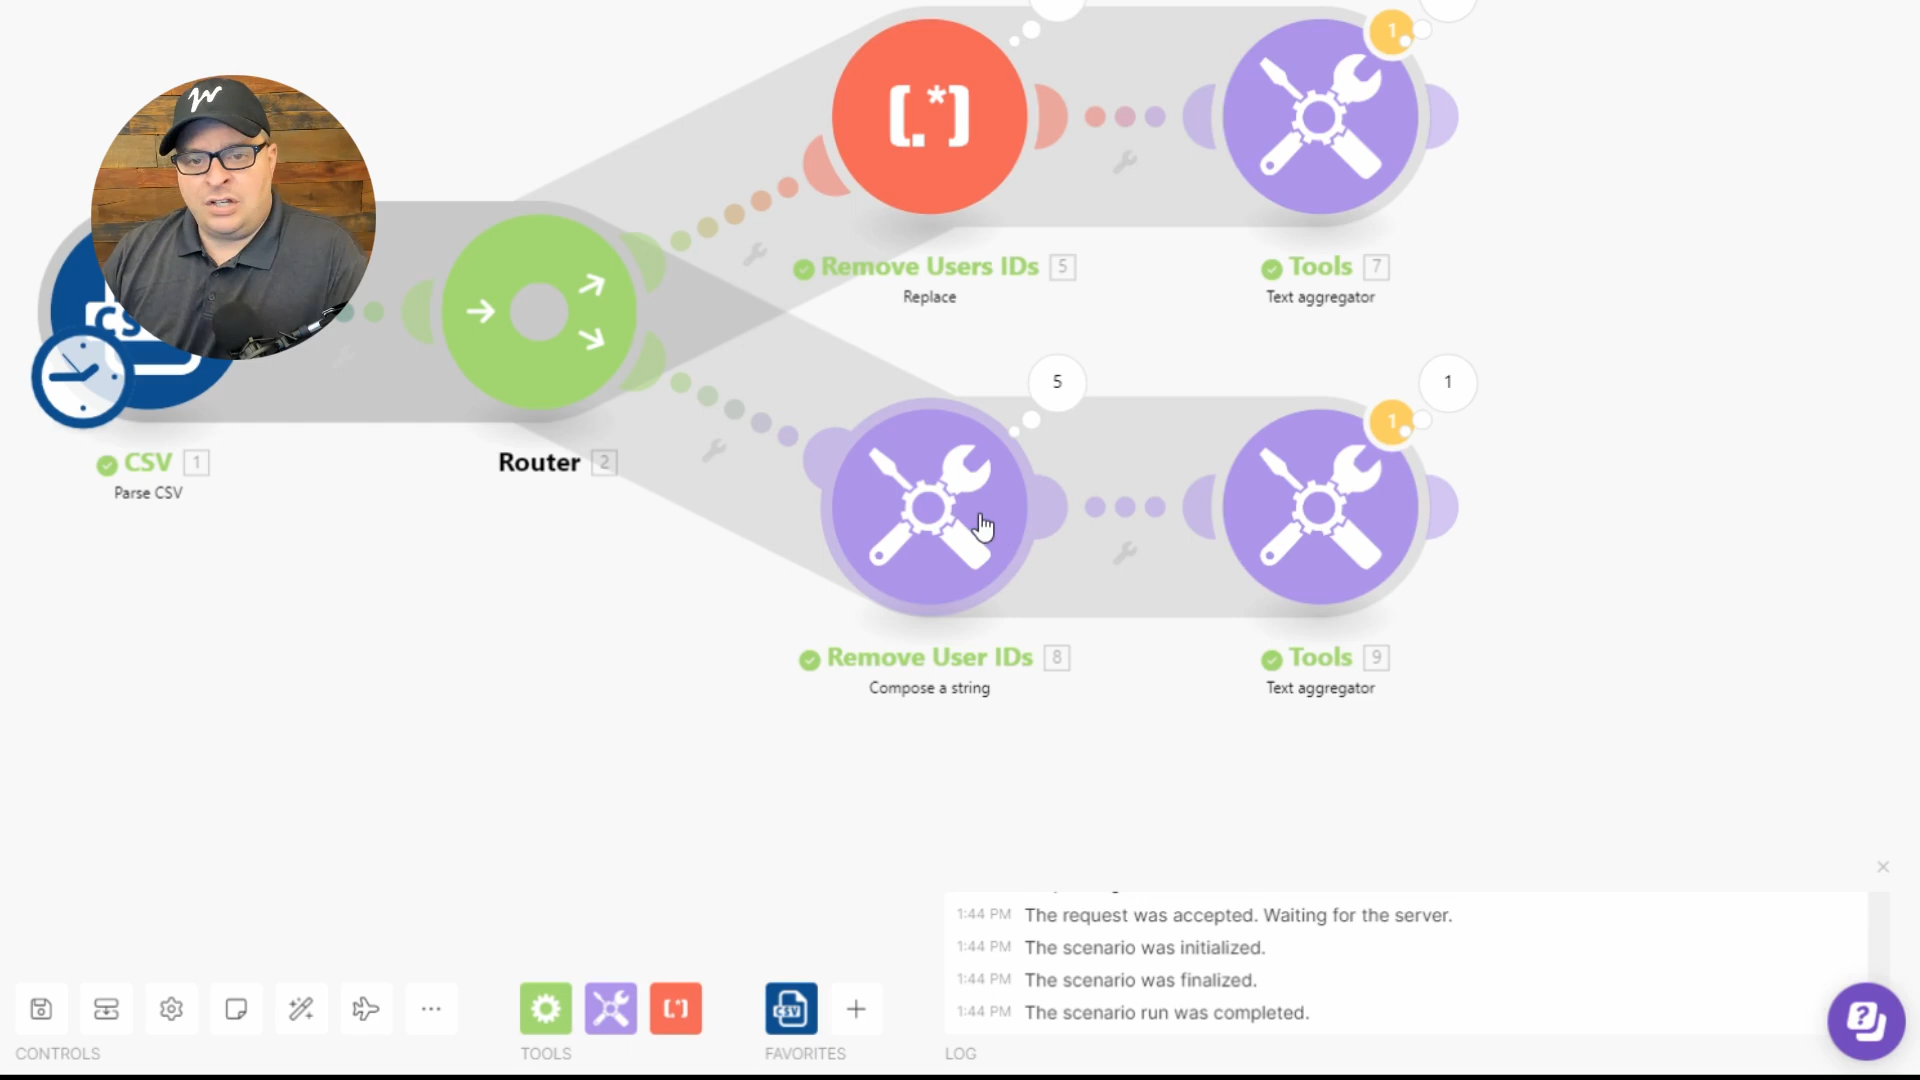 [.*]
1
Remove Users IDs 5
Replace
Tools 7
Text aggregator
CSV 1
Parse CSV
Router 2
5
1
1
Remove User IDs 8
Compose a string
Tools 9
Text aggregator
1:44 PM The request was accepted. Waiting for the server.
1:44 PM The scenario was initialized.
1:44 PM The scenario was finalized.
1:44 PM The scenario run was completed.
[.*]
CSV
CONTROLS
TOOLS
FAVORITES
LOG